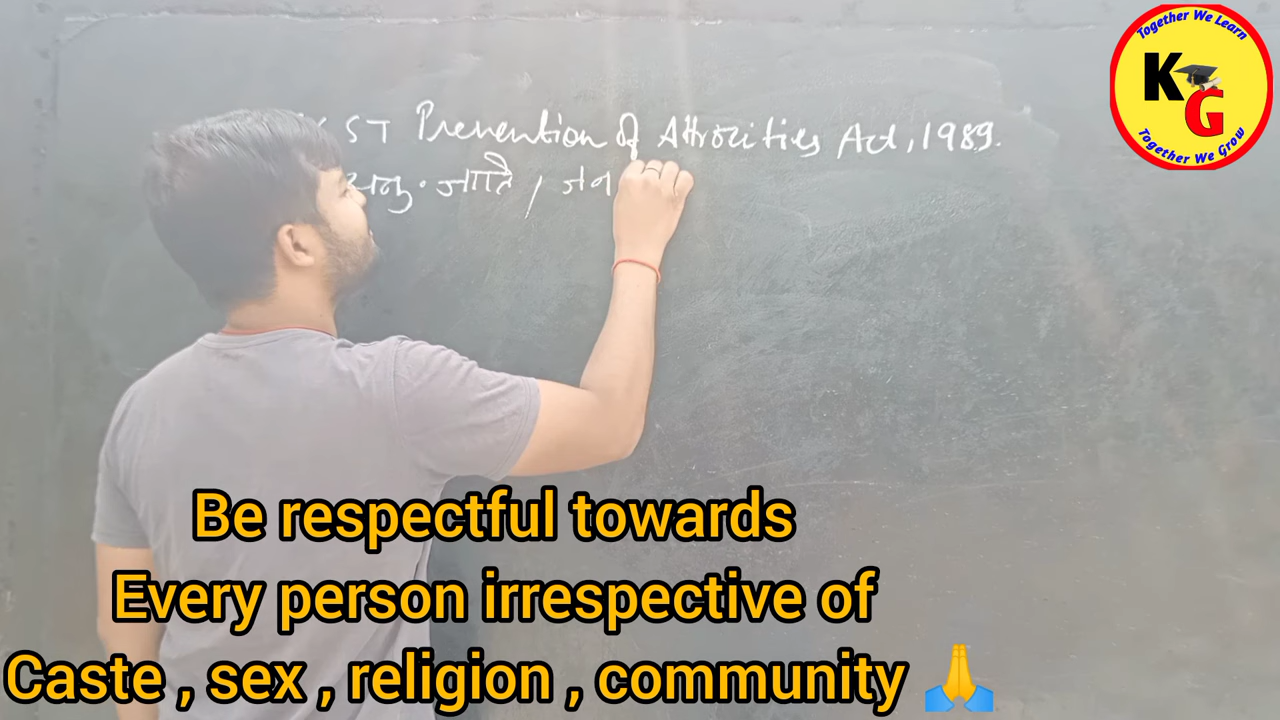 ST Prevention of Attrocities Act, 1989.
अनु. जाति, जन
Together We Learn
KG
Together We Grow
Be respectful towards
Every person irrespective of
Caste , sex , religion , community 🙏